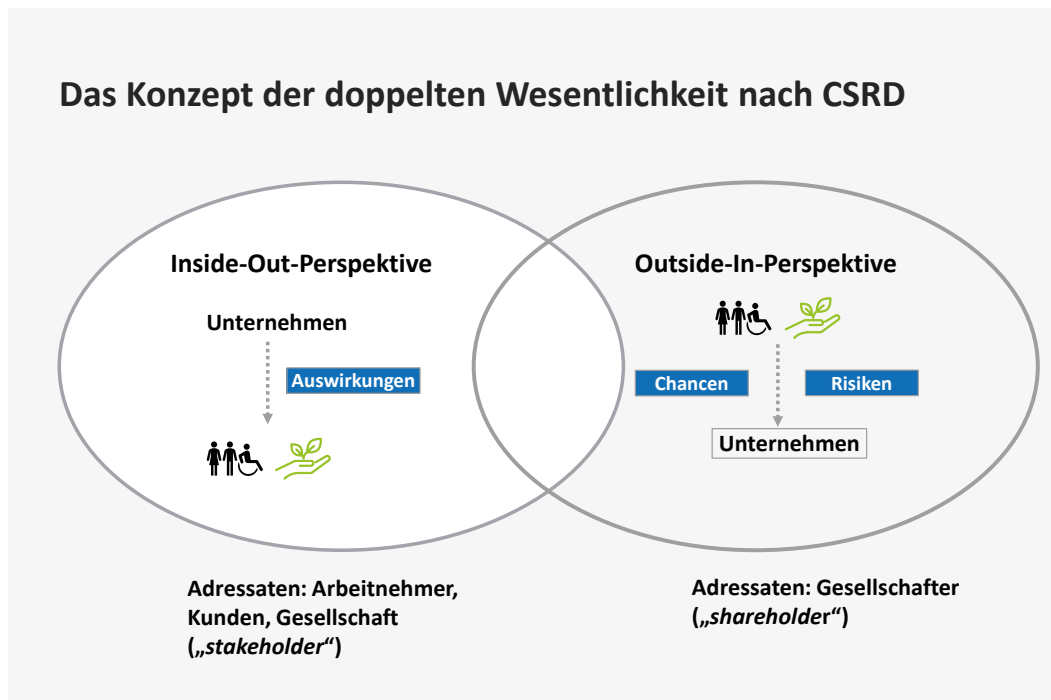 Das Konzept der doppelten Wesentlichkeit nach CSRD
Inside-Out-Perspektive
Unternehmen
Auswirkungen
Adressaten: Arbeitnehmer,
Kunden, Gesellschaft
(„stakeholder“)
Outside-In-Perspektive
Chancen
Risiken
Unternehmen
Adressaten: Gesellschafter
(„shareholder“)